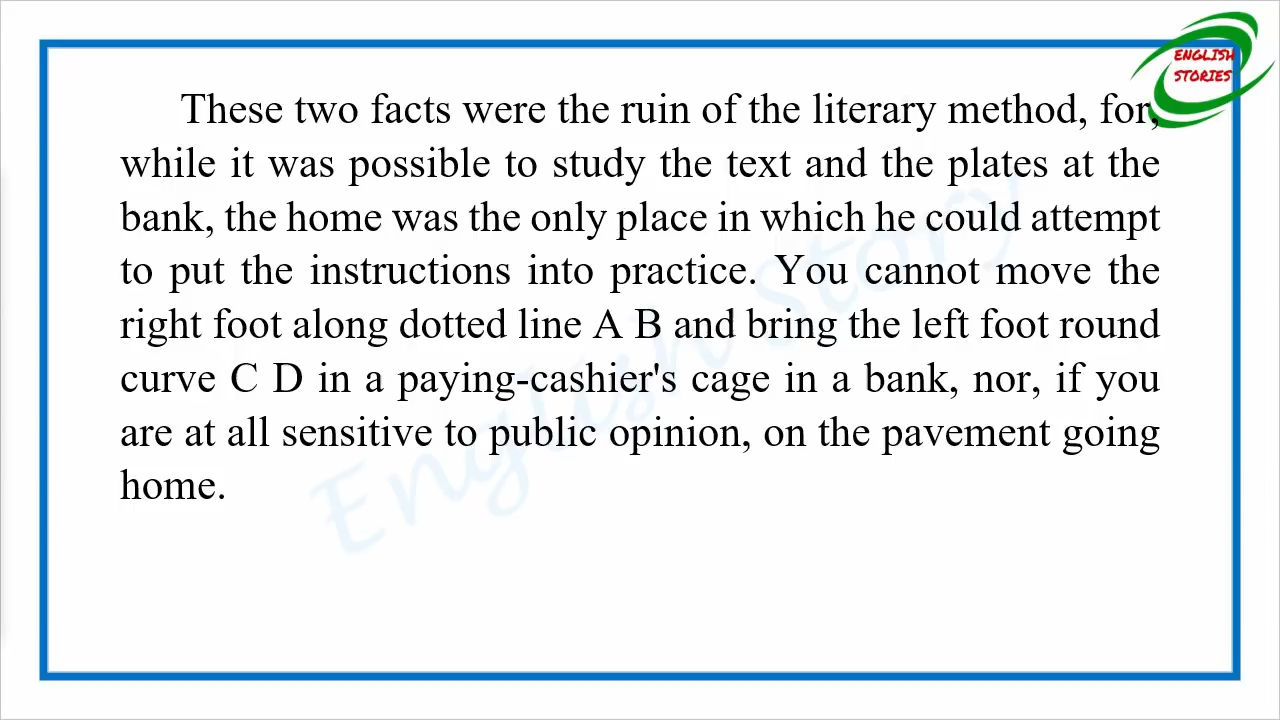 ENGLISH
STORIES
These two facts were the ruin of the literary method, for,
while it was possible to study the text and the plates at the
bank, the home was the only place in which he could attempt
to put the instructions into practice. You cannot move the
right foot along dotted line A B and bring the left foot round
curve C D in a paying-cashier's cage in a bank, nor, if you
are at all sensitive to public opinion, on the pavement going
home.
English Story